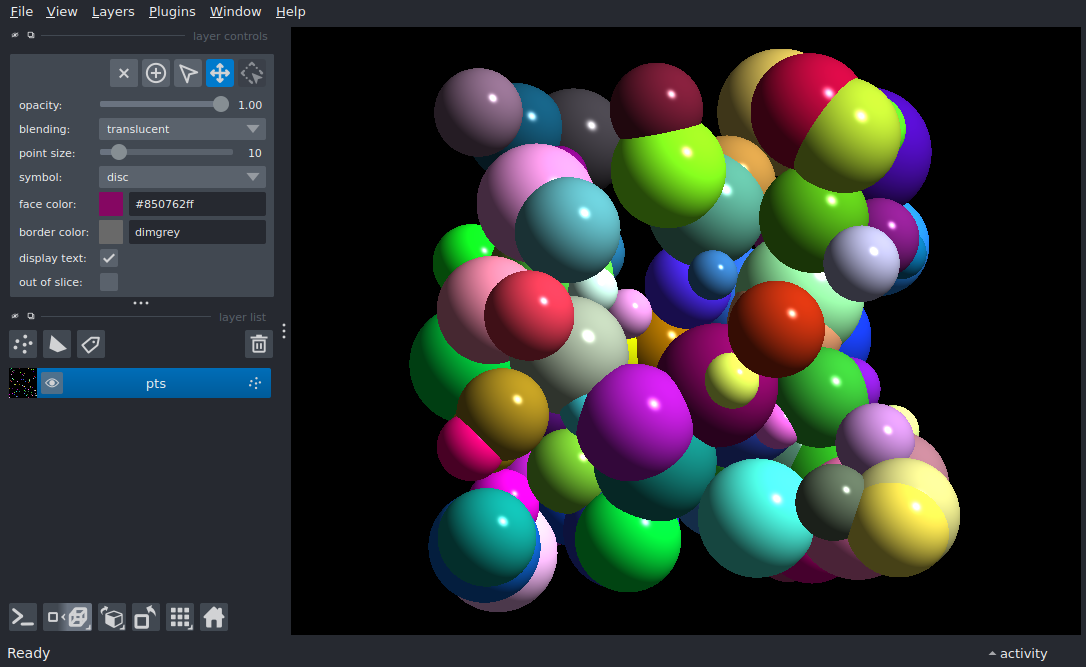 File View Layers Plugins Window Help
layer controls
opacity: 1.00
blending: translucent
point size: 10
symbol: disc
face color: #850762ff
border color: dimgrey
display text:
out of slice:
layer list
pts
Ready
activity